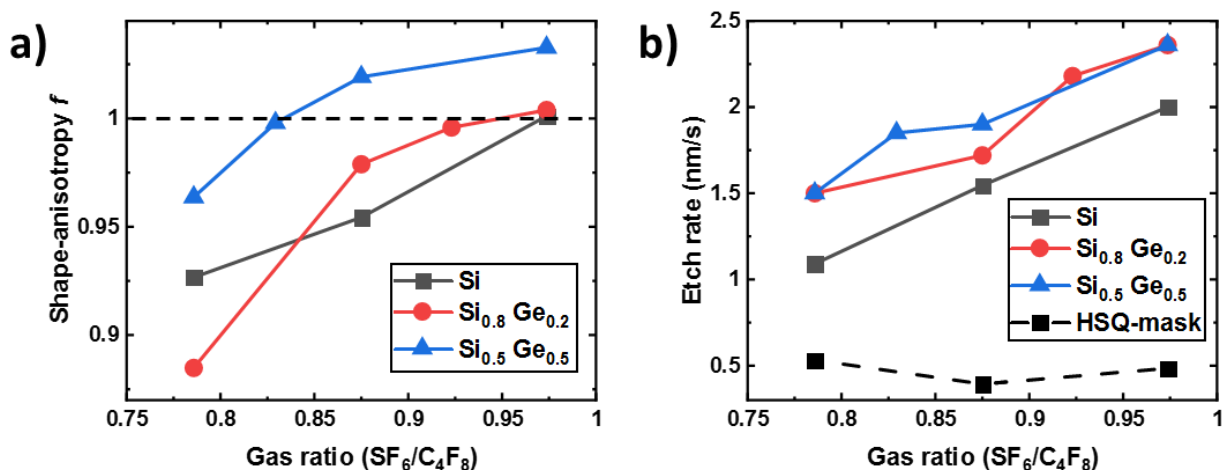 a)
Shape-anisotropy f
1
0.95
0.9
0.75 0.8 0.85 0.9 0.95 1
Gas ratio (SF₆/C₄F₈)
Si
Si₀.₈ Ge₀.₂
Si₀.₅ Ge₀.₅
b)
Etch rate (nm/s)
2.5
2
1.5
1
0.5
0.75 0.8 0.85 0.9 0.95 1
Gas ratio (SF₆/C₄F₈)
Si
Si₀.₈ Ge₀.₂
Si₀.₅ Ge₀.₅
HSQ-mask